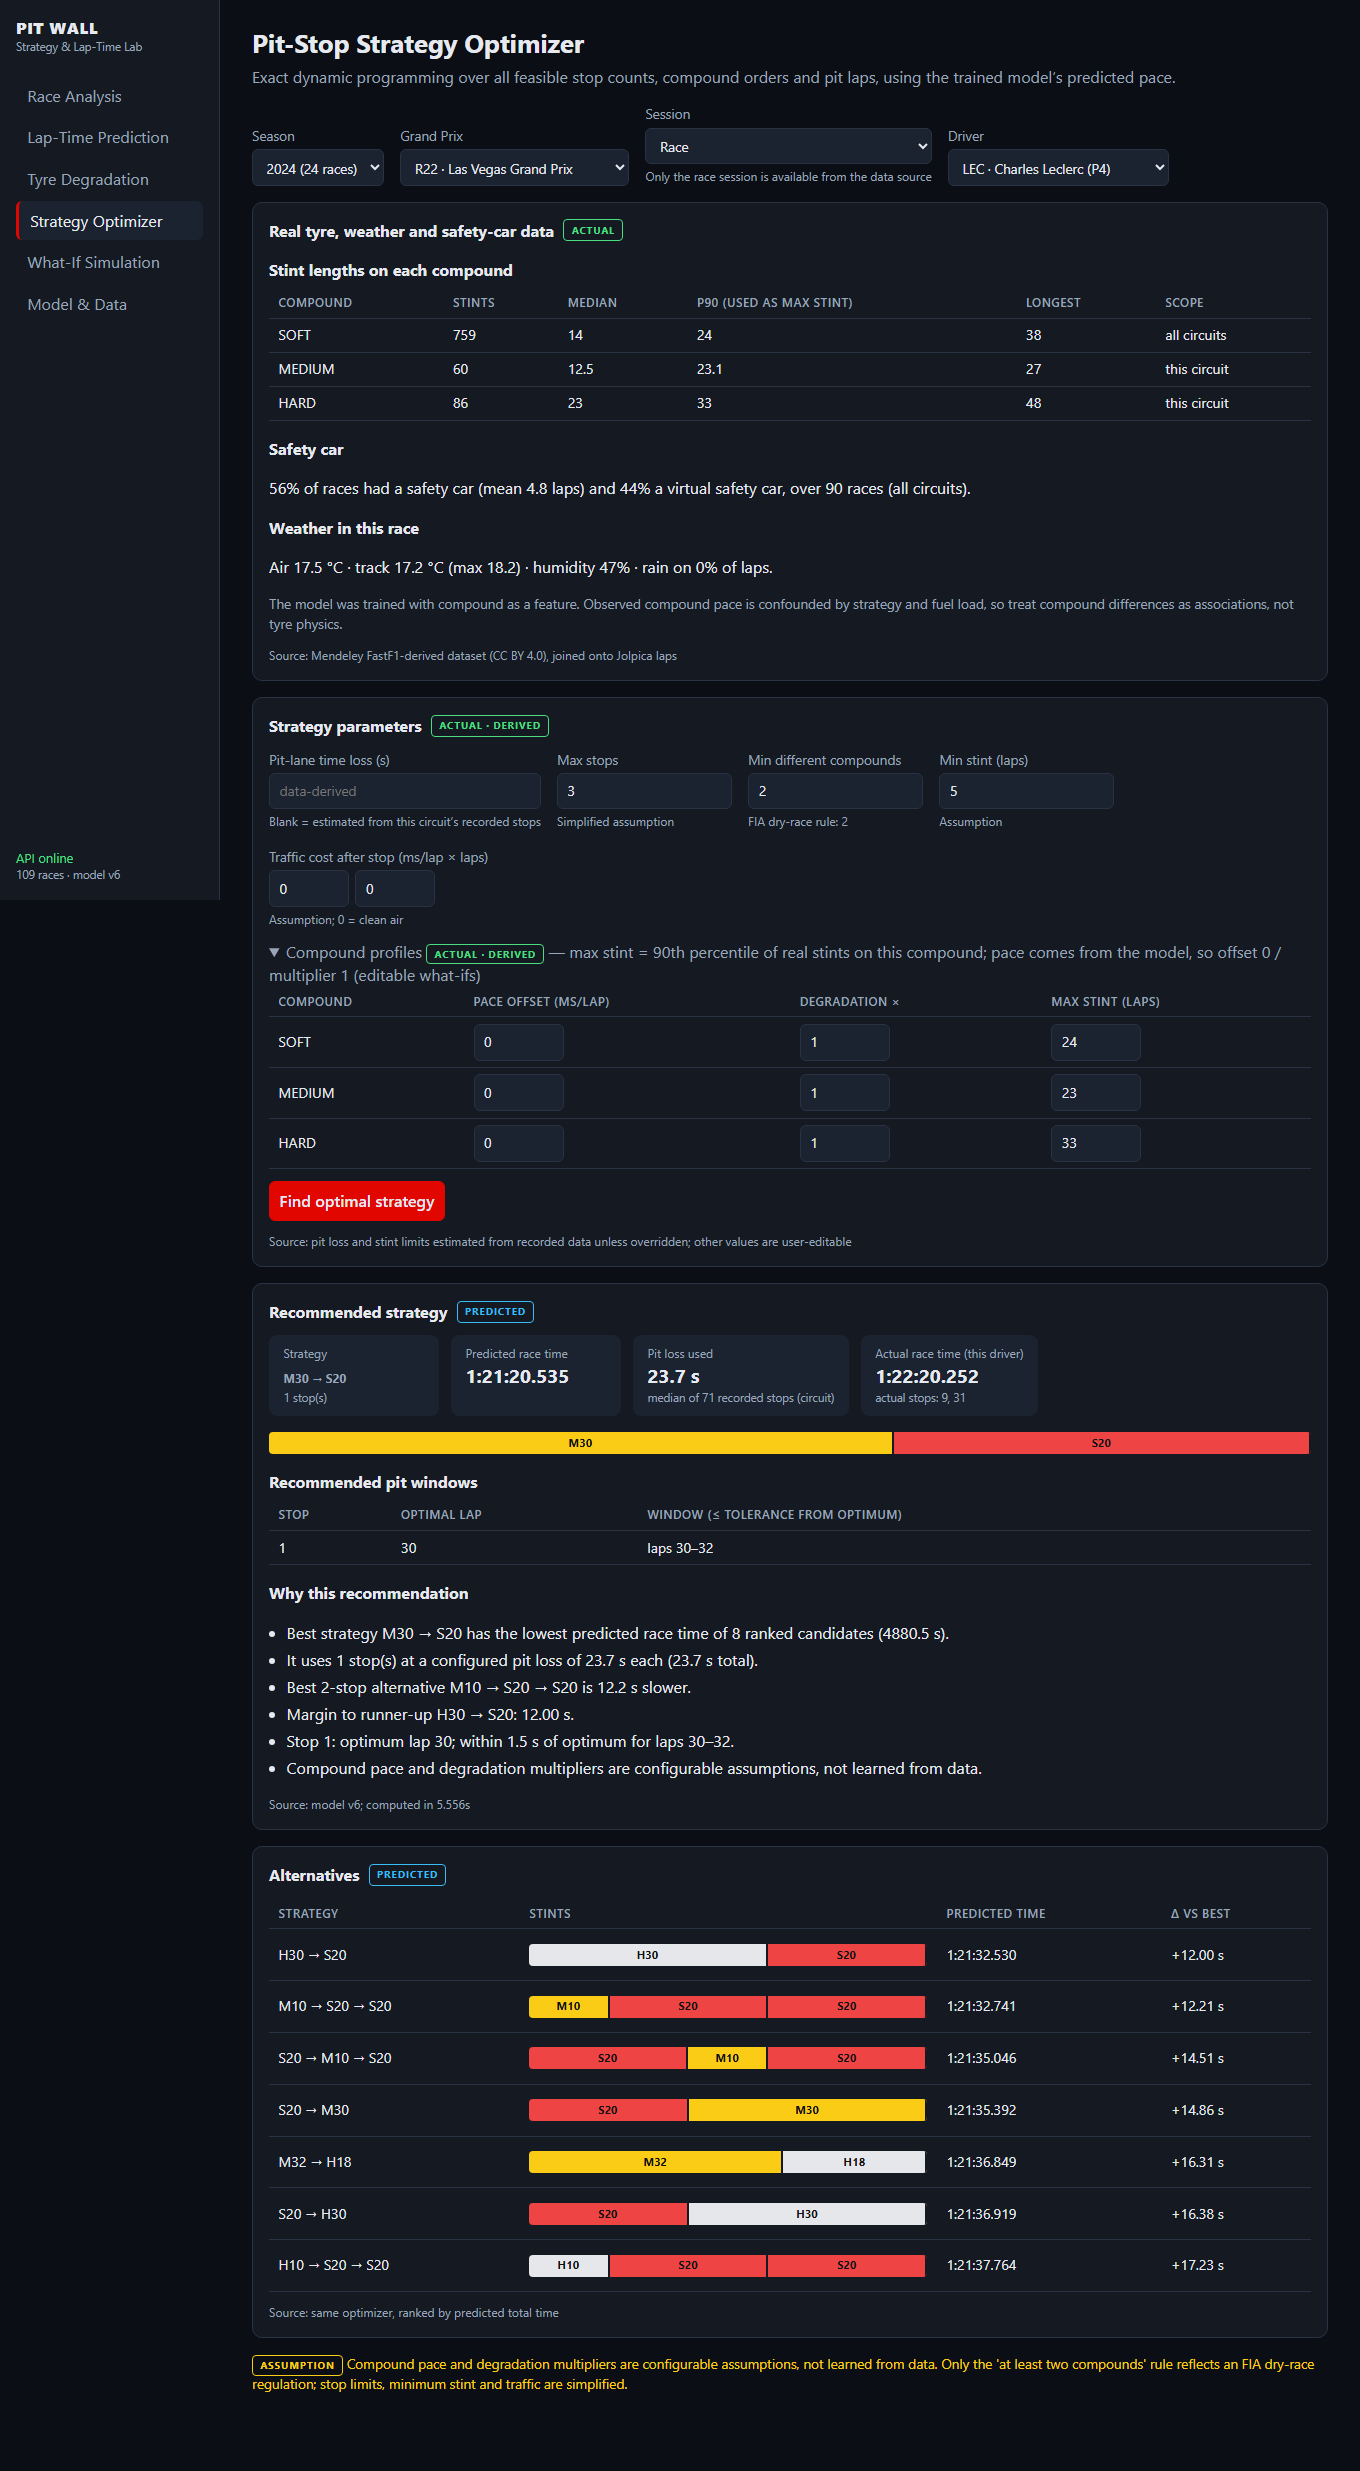 PIT WALL
Strategy & Lap-Time Lab
Race Analysis
Lap-Time Prediction
Tyre Degradation
Strategy Optimizer
What-If Simulation
Model & Data
API online
109 races · model v6
Pit-Stop Strategy Optimizer
Exact dynamic programming over all feasible stop counts, compound orders and pit laps, using the trained model's predicted pace.
Season
2024 (24 races)
Grand Prix
R22 · Las Vegas Grand Prix
Session
Race
Only the race session is available from the data source
Driver
LEC · Charles Leclerc (P4)
Real tyre, weather and safety-car data ACTUAL
Stint lengths on each compound
COMPOUND STINTS MEDIAN P90 (USED AS MAX STINT) LONGEST SCOPE
SOFT 759 14 24 38 all circuits
MEDIUM 60 12.5 23.1 27 this circuit
HARD 86 23 33 48 this circuit
Safety car
56% of races had a safety car (mean 4.8 laps) and 44% a virtual safety car, over 90 races (all circuits).
Weather in this race
Air 17.5 °C · track 17.2 °C (max 18.2) · humidity 47% · rain on 0% of laps.
The model was trained with compound as a feature. Observed compound pace is confounded by strategy and fuel load, so treat compound differences as associations, not
tyre physics.
Source: Mendeley FastF1-derived dataset (CC BY 4.0), joined onto Jolpica laps
Strategy parameters ACTUAL · DERIVED
Pit-lane time loss (s)
data-derived
Blank = estimated from this circuit's recorded stops
Max stops
3
Simplified assumption
Min different compounds
2
FIA dry-race rule: 2
Min stint (laps)
5
Assumption
Traffic cost after stop (ms/lap × laps)
0 0
Assumption; 0 = clean air
▼ Compound profiles ACTUAL · DERIVED — max stint = 90th percentile of real stints on this compound; pace comes from the model, so offset 0 /
multiplier 1 (editable what-ifs)
COMPOUND PACE OFFSET (MS/LAP) DEGRADATION × MAX STINT (LAPS)
SOFT 0 1 24
MEDIUM 0 1 23
HARD 0 1 33
Find optimal strategy
Source: pit loss and stint limits estimated from recorded data unless overridden; other values are user-editable
Recommended strategy PREDICTED
Strategy
M30 → S20
1 stop(s)
Predicted race time
1:21:20.535
Pit loss used
23.7 s
median of 71 recorded stops (circuit)
Actual race time (this driver)
1:22:20.252
actual stops: 9, 31
M30 S20
Recommended pit windows
STOP OPTIMAL LAP WINDOW (≤ TOLERANCE FROM OPTIMUM)
1 30 laps 30–32
Why this recommendation
• Best strategy M30 → S20 has the lowest predicted race time of 8 ranked candidates (4880.5 s).
• It uses 1 stop(s) at a configured pit loss of 23.7 s each (23.7 s total).
• Best 2-stop alternative M10 → S20 → S20 is 12.2 s slower.
• Margin to runner-up H30 → S20: 12.00 s.
• Stop 1: optimum lap 30; within 1.5 s of optimum for laps 30–32.
• Compound pace and degradation multipliers are configurable assumptions, not learned from data.
Source: model v6; computed in 5.556s
Alternatives PREDICTED
STRATEGY STINTS PREDICTED TIME Δ VS BEST
H30 → S20 H30 S20 1:21:32.530 +12.00 s
M10 → S20 → S20 M10 S20 S20 1:21:32.741 +12.21 s
S20 → M10 → S20 S20 M10 S20 1:21:35.046 +14.51 s
S20 → M30 S20 M30 1:21:35.392 +14.86 s
M32 → H18 M32 H18 1:21:36.849 +16.31 s
S20 → H30 S20 H30 1:21:36.919 +16.38 s
H10 → S20 → S20 H10 S20 S20 1:21:37.764 +17.23 s
Source: same optimizer, ranked by predicted total time
ASSUMPTION Compound pace and degradation multipliers are configurable assumptions, not learned from data. Only the 'at least two compounds' rule reflects an FIA dry-race
regulation; stop limits, minimum stint and traffic are simplified.